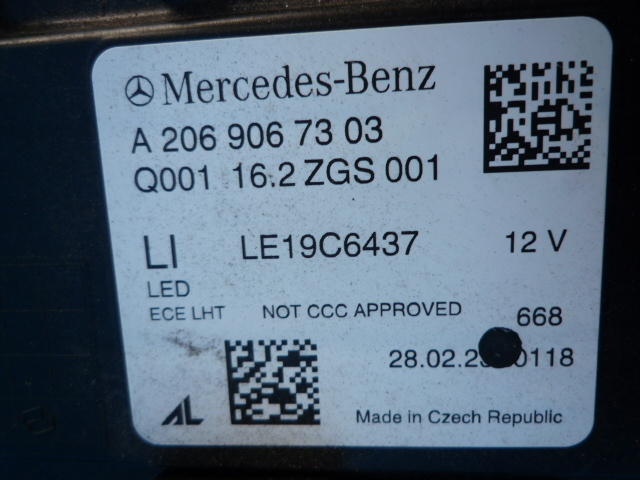 Mercedes-Benz
A 206 906 73 03
Q001 16.2 ZGS 001
LI LE19C6437 12 V
LED
ECE LHT NOT CCC APPROVED
668
28.02. 0118
AL
Made in Czech Republic